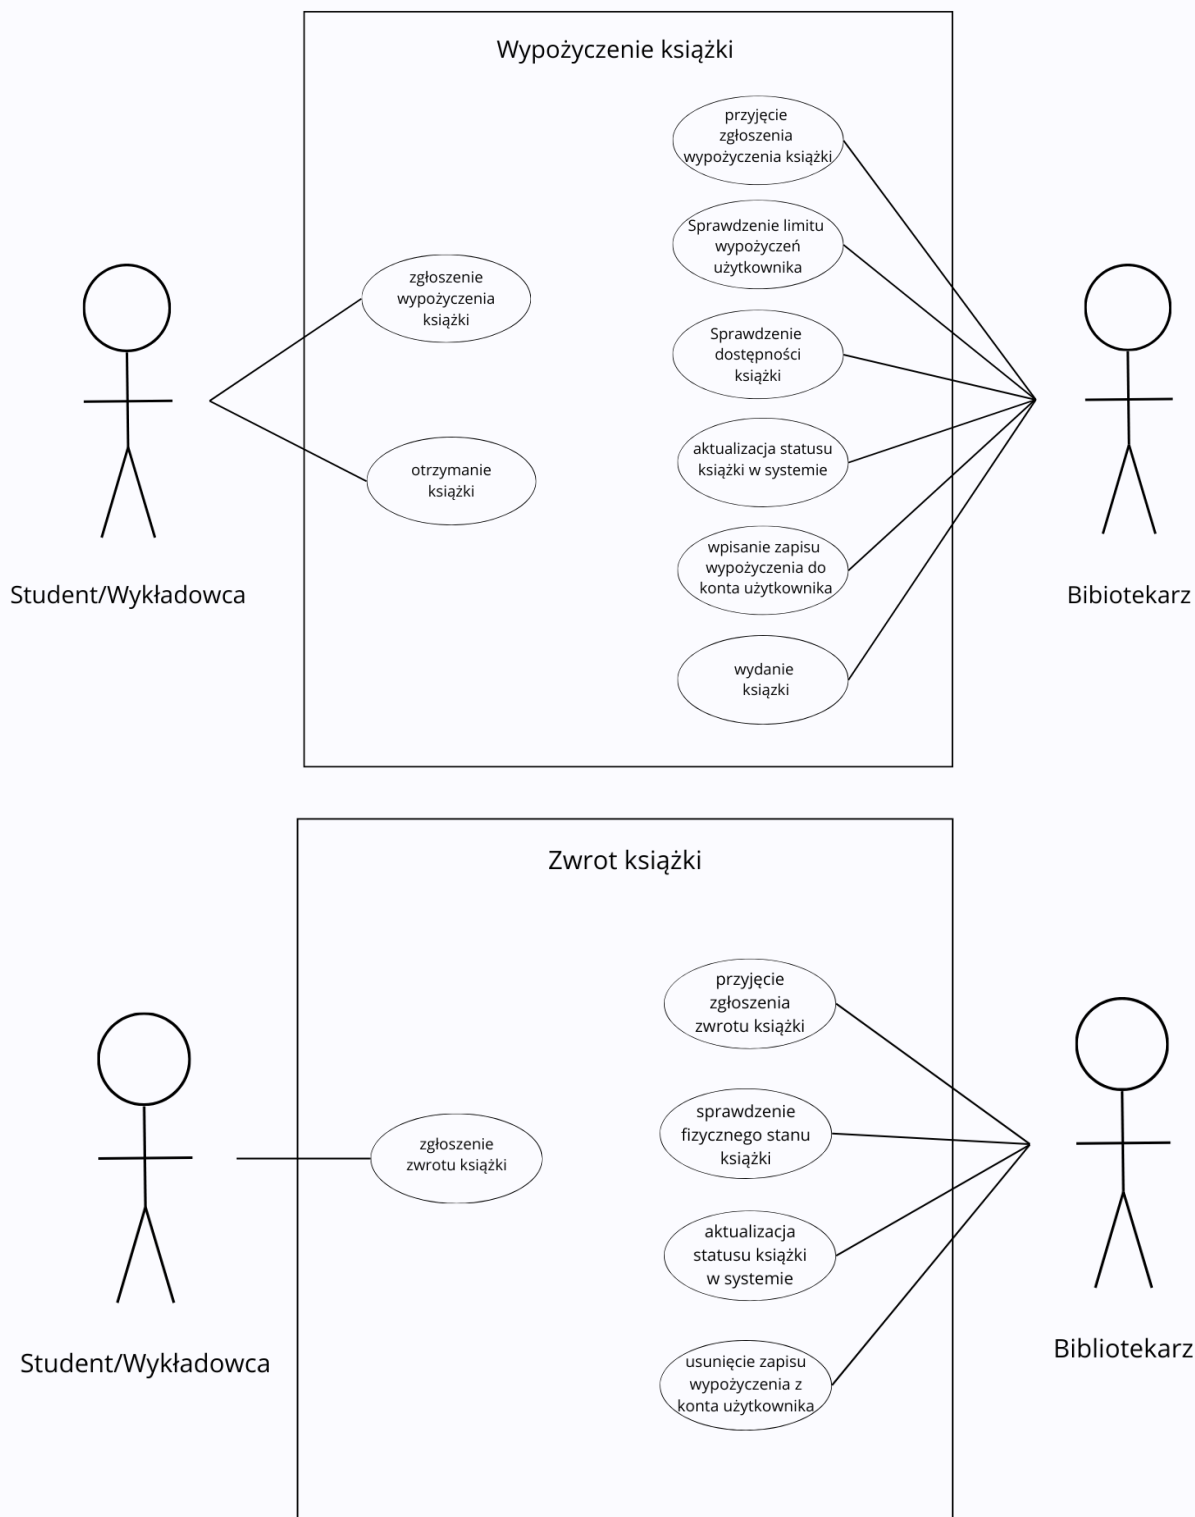 Wypożyczenie książki
przyjęcie
zgłoszenia
wypożyczenia książki
Sprawdzenie limitu
wypożyczeń
użytkownika
zgłoszenie
wypożyczenia
książki
Sprawdzenie
dostępności
książki
aktualizacja statusu
książki w systemie
otrzymanie
książki
wpisanie zapisu
wypożyczenia do
konta użytkownika
Student/Wykładowca
Bibiotekarz
wydanie
ksiązki
Zwrot książki
przyjęcie
zgłoszenia
zwrotu książki
sprawdzenie
fizycznego stanu
książki
zgłoszenie
zwrotu książki
aktualizacja
statusu książki
w systemie
Student/Wykładowca
Bibliotekarz
usunięcie zapisu
wypożyczenia z
konta użytkownika